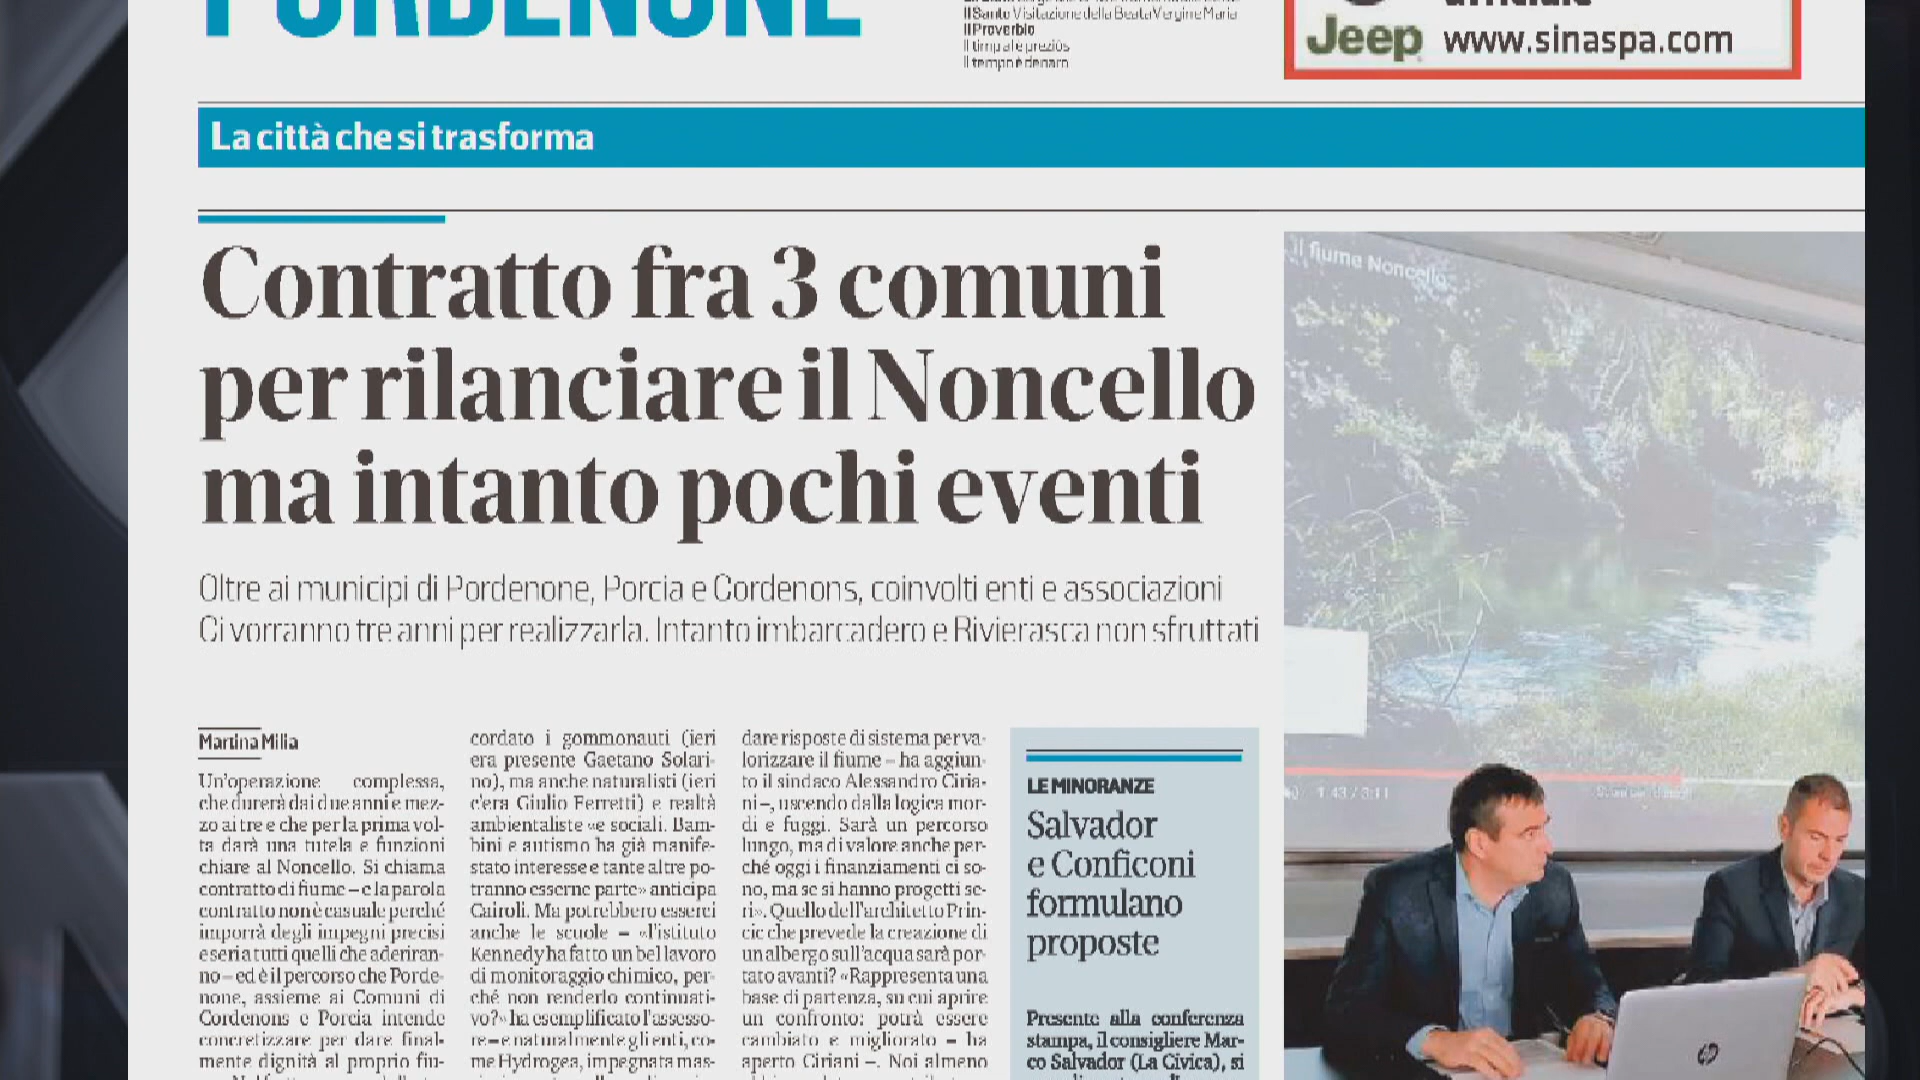 PORDENONE
Il Santo Visitazione della Beata Vergine Maria
Il Proverbio
Il timp al è preziôs
Il tempo è denaro
ufficiale
Jeep www.sinaspa.com
La città che si trasforma
Contratto fra 3 comuni
per rilanciare il Noncello
ma intanto pochi eventi
Oltre ai municipi di Pordenone, Porcia e Cordenons, coinvolti enti e associazioni
Ci vorranno tre anni per realizzarla. Intanto imbarcadero e Rivierasca non sfruttati
Martina Milia
Un'operazione complessa,
che durerà dai due anni e mez-
zo ai tre e che per la prima vol-
ta darà una tutela e funzioni
chiare al Noncello. Si chiama
contratto di fiume – e la parola
contratto non è casuale perché
imporrà degli impegni precisi
e seri a tutti quelli che aderiran-
no – ed è il percorso che Porde-
none, assieme ai Comuni di
Cordenons e Porcia intende
concretizzare per dare final-
mente dignità al proprio fiu-
cordato i gommonauti (ieri
era presente Gaetano Solari-
no), ma anche naturalisti (ieri
c'era Giulio Ferretti) e realtà
ambientaliste «e sociali. Bam-
bini e autismo ha già manife-
stato interesse e tante altre po-
tranno esserne parte» anticipa
Cairoli. Ma potrebbero esserci
anche le scuole – «l'istituto
Kennedy ha fatto un bel lavoro
di monitoraggio chimico, per-
ché non renderlo continuati-
vo?» ha esemplificato l'assesso-
re – e naturalmente gli enti, co-
me Hydrogea, impegnata mas-
dare risposte di sistema per va-
lorizzare il fiume – ha aggiun-
to il sindaco Alessandro Ciria-
ni –, uscendo dalla logica mor-
di e fuggi. Sarà un percorso
lungo, ma di valore anche per-
ché oggi i finanziamenti ci so-
no, ma se si hanno progetti se-
ri». Quello dell'architetto Prin-
cic che prevede la creazione di
un albergo sull'acqua sarà por-
tato avanti? «Rappresenta una
base di partenza, su cui aprire
un confronto: potrà essere
cambiato e migliorato – ha
aperto Ciriani –. Noi almeno
LE MINORANZE
Salvador
e Conficoni
formulano
proposte
Presente alla conferenza
stampa, il consigliere Mar-
co Salvador (La Civica), si
Il fiume Noncello
1:43 / 3:11
hp